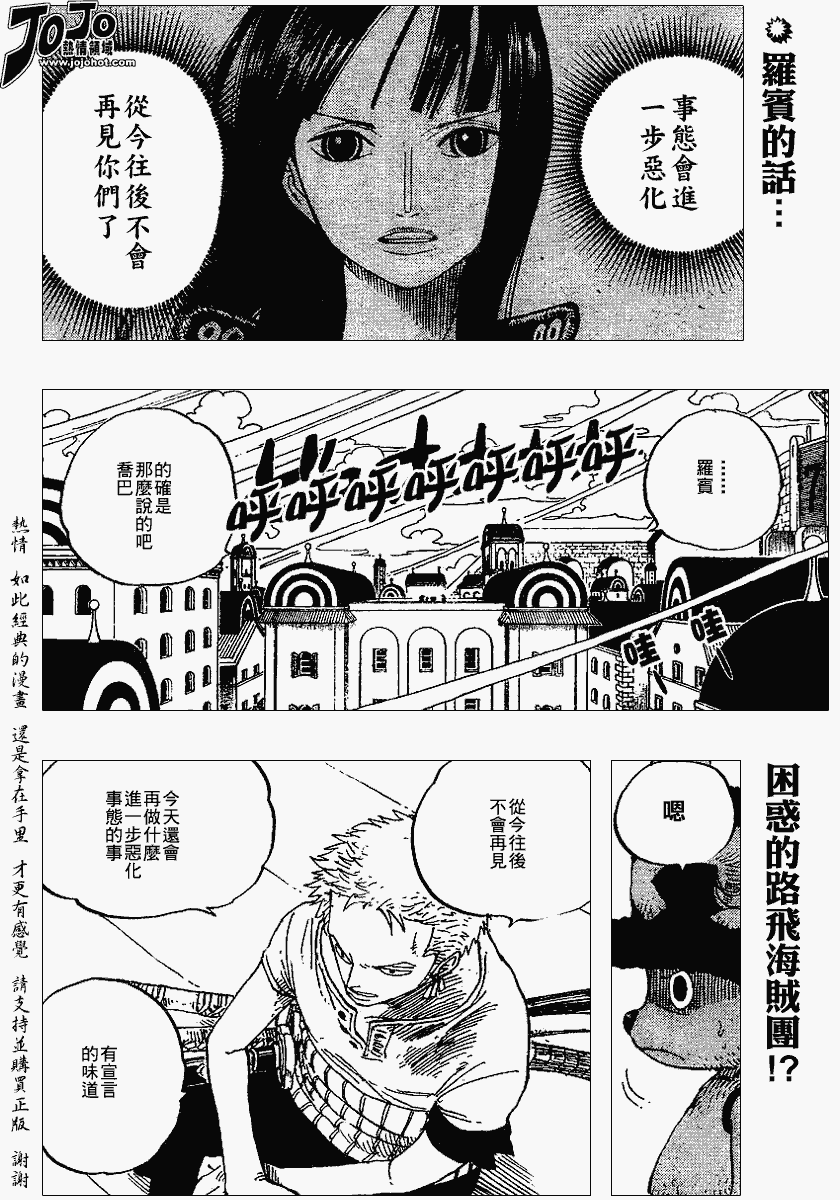 JOJO
熱情領域
www.jojohot.com
羅賓的話…
事態會進
一步惡化
從今往後不會
再見你們了
……
羅賓
呼呼呼呼呼呼呼
的確是
那麼說的吧
喬巴
哇
哇
困惑的路飛海賊團!?
嗯
從今往後
不會再見
今天還會
再做什麼
進一步惡化
事態的事
有宣言
的味道
熱情 如此經典的漫畫 還是拿在手里 才更有感覺 請支持並購買正版 謝謝